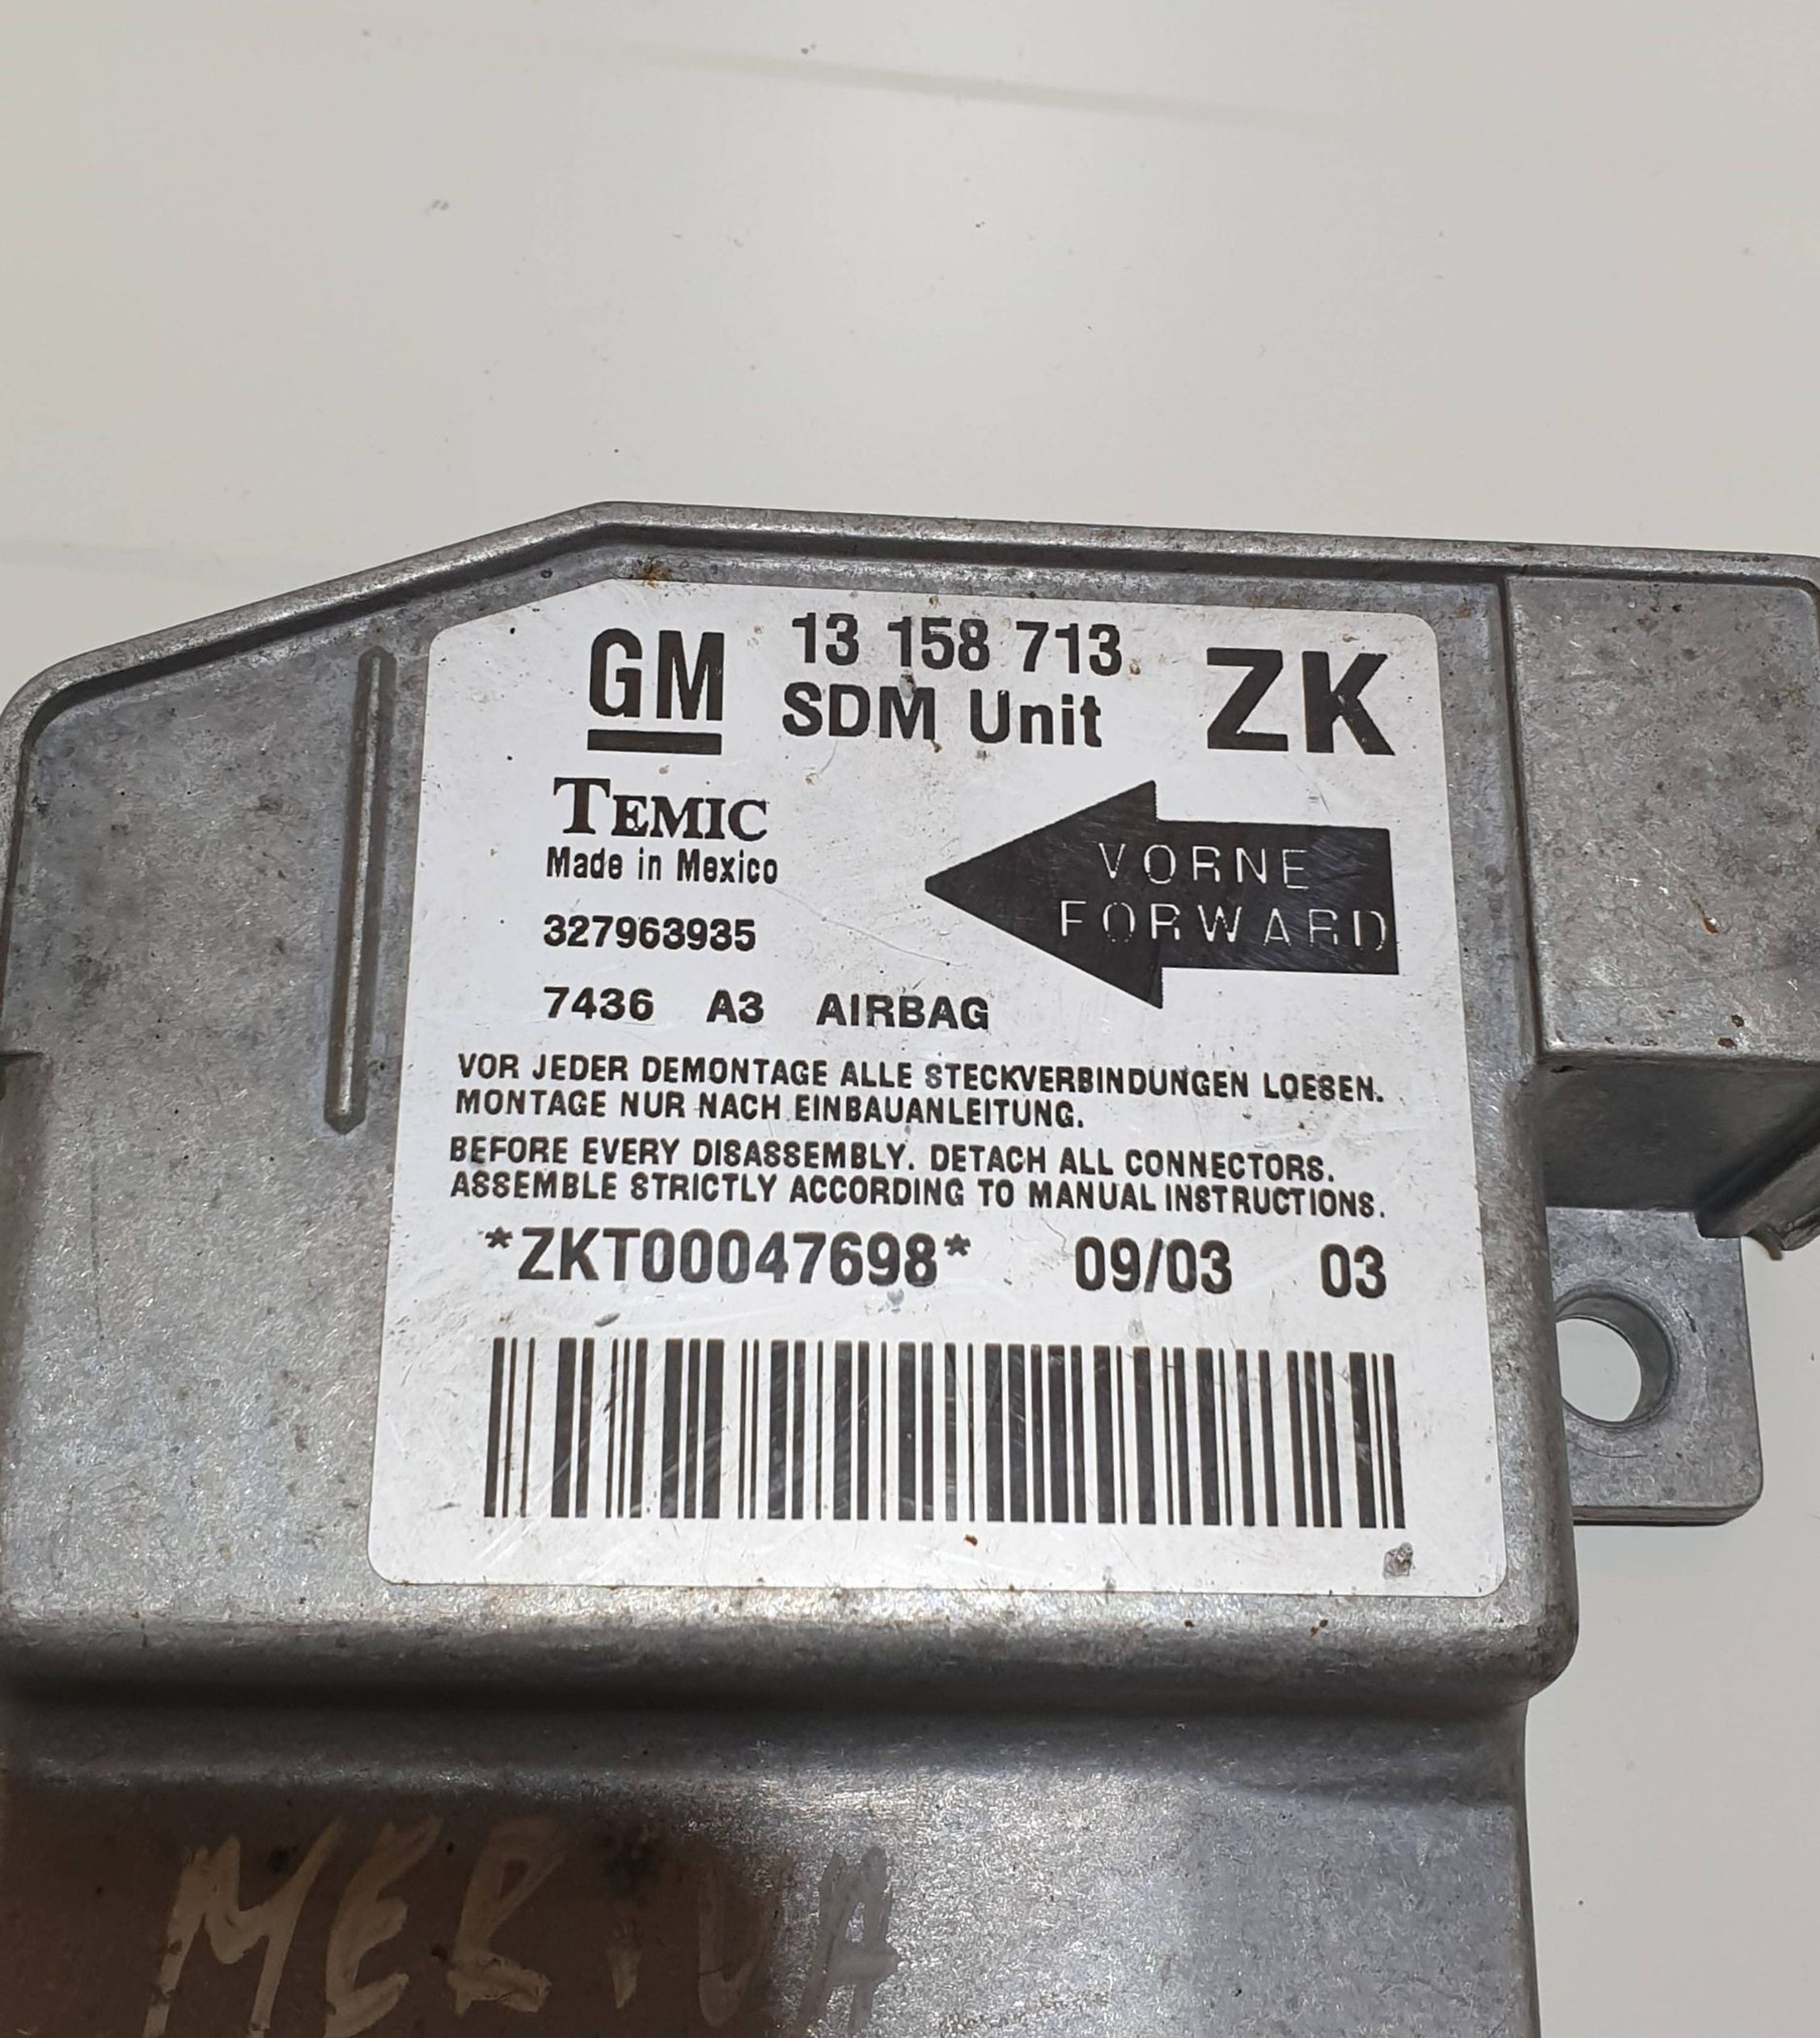 GM
13 158 713
SDM Unit
ZK
TEMIC
Made in Mexico
VORNE
FORWARD
327963935
7436 A3 AIRBAG
VOR JEDER DEMONTAGE ALLE STECKVERBINDUNGEN LOESEN.
MONTAGE NUR NACH EINBAUANLEITUNG.
BEFORE EVERY DISASSEMBLY. DETACH ALL CONNECTORS.
ASSEMBLE STRICTLY ACCORDING TO MANUAL INSTRUCTIONS.
*ZKT00047698* 09/03 03
MERIVA